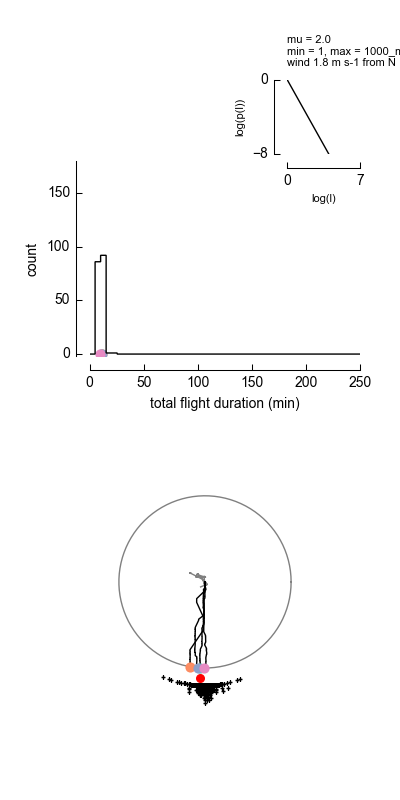 mu = 2.0
min = 1, max = 1000_m
wind 1.8 m s-1 from N
0
log(p(l))
−8
0
7
log(l)
150
100
50
0
count
0
50
100
150
200
250
total flight duration (min)